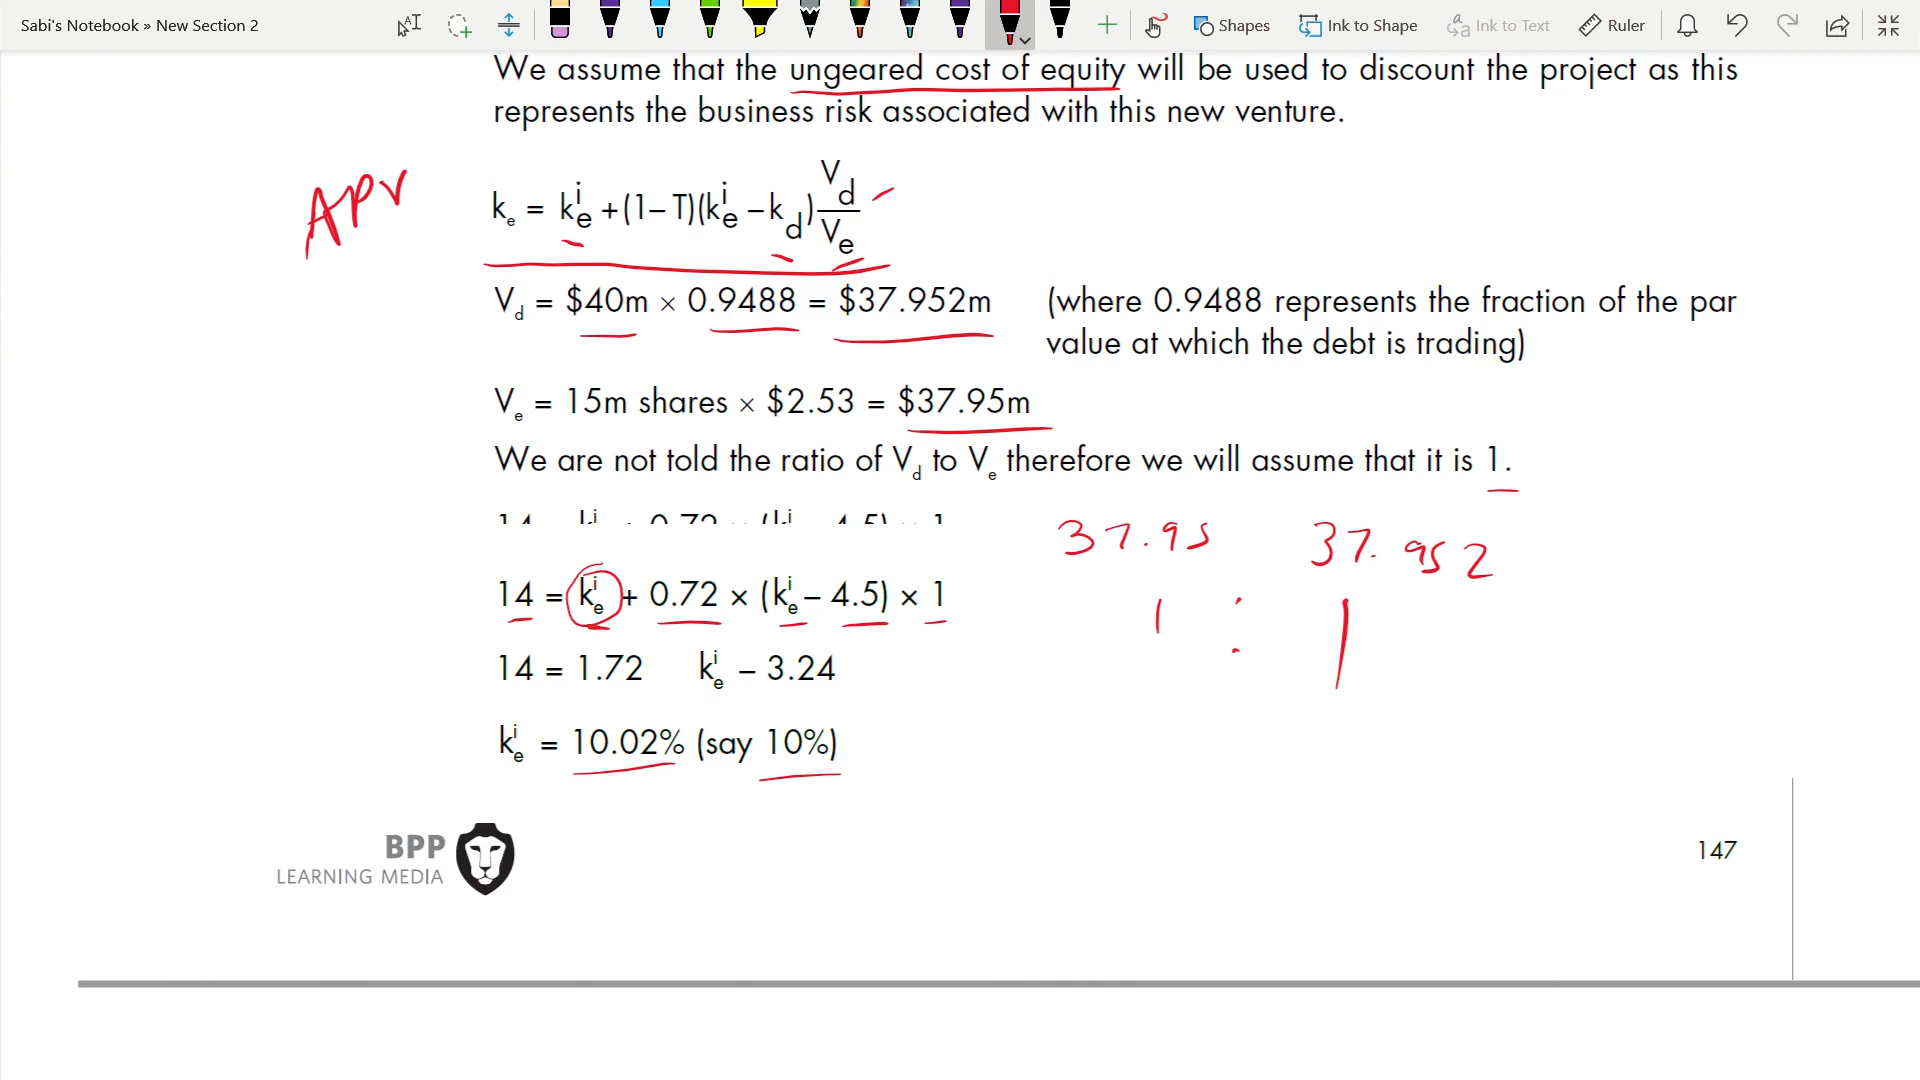 Sabi's Notebook » New Section 2
Shapes
Ink to Shape
Ink to Text
Ruler
We assume that the ungeared cost of equity will be used to discount the project as this
represents the business risk associated with this new venture.
APV
kₑ = kᵢₑ + (1– T)(kᵢₑ – k_d) V_d / Vₑ
V_d = $40m × 0.9488 = $37.952m (where 0.9488 represents the fraction of the par
value at which the debt is trading)
Vₑ = 15m shares × $2.53 = $37.95m
We are not told the ratio of V_d to Vₑ therefore we will assume that it is 1.
37.95 37.952
14 = kᵢₑ + 0.72 × (kᵢₑ – 4.5) × 1
1 : 1
14 = 1.72 kᵢₑ – 3.24
kᵢₑ = 10.02% (say 10%)
BPP
LEARNING MEDIA
147